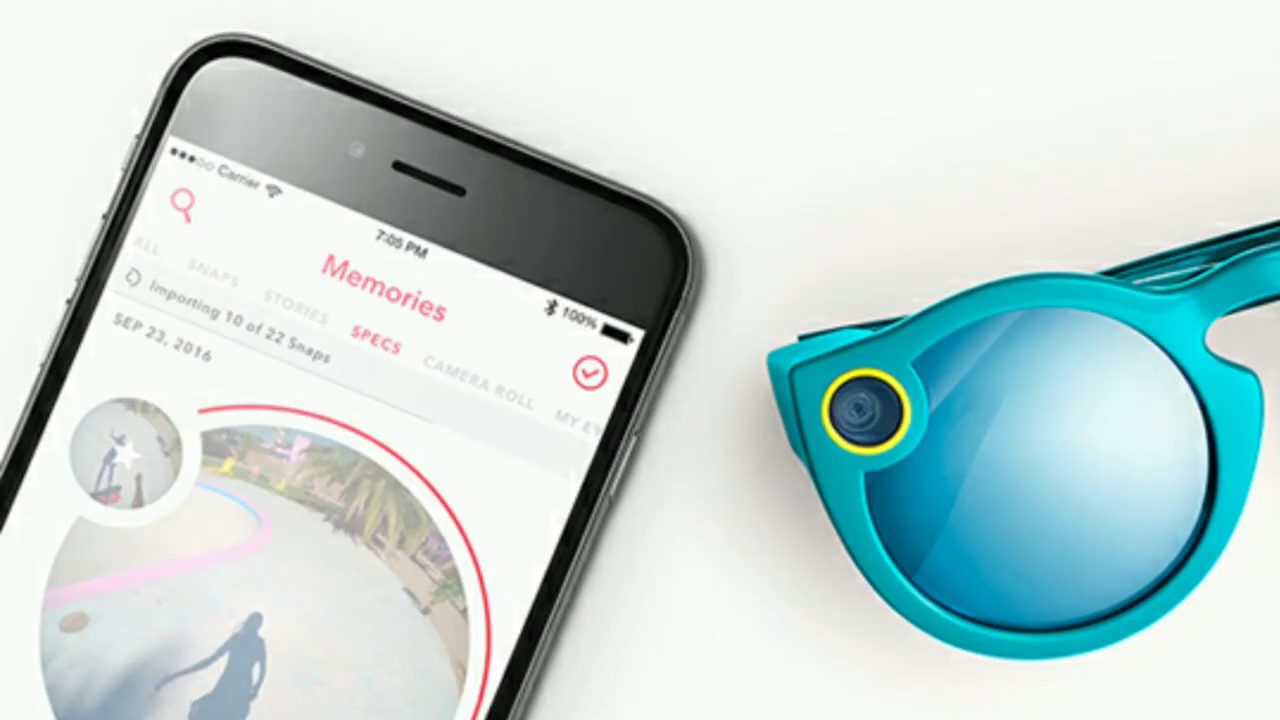 Carrier
7:05 PM
100%
Memories
ALL SNAPS STORIES SPECS CAMERA ROLL MY
Importing 10 of 22 Snaps
SEP 23, 2016